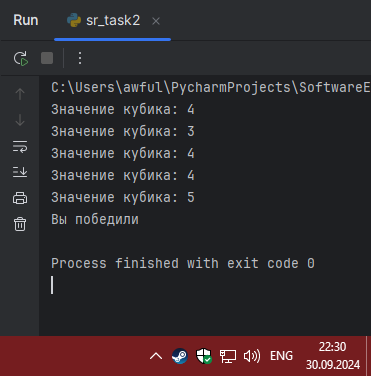 Run
sr_task2
C:\Users\awful\PycharmProjects\SoftwareE
Значение кубика: 4
Значение кубика: 3
Значение кубика: 4
Значение кубика: 4
Значение кубика: 5
Вы победили
Process finished with exit code 0
ENG
22:30
30.09.2024